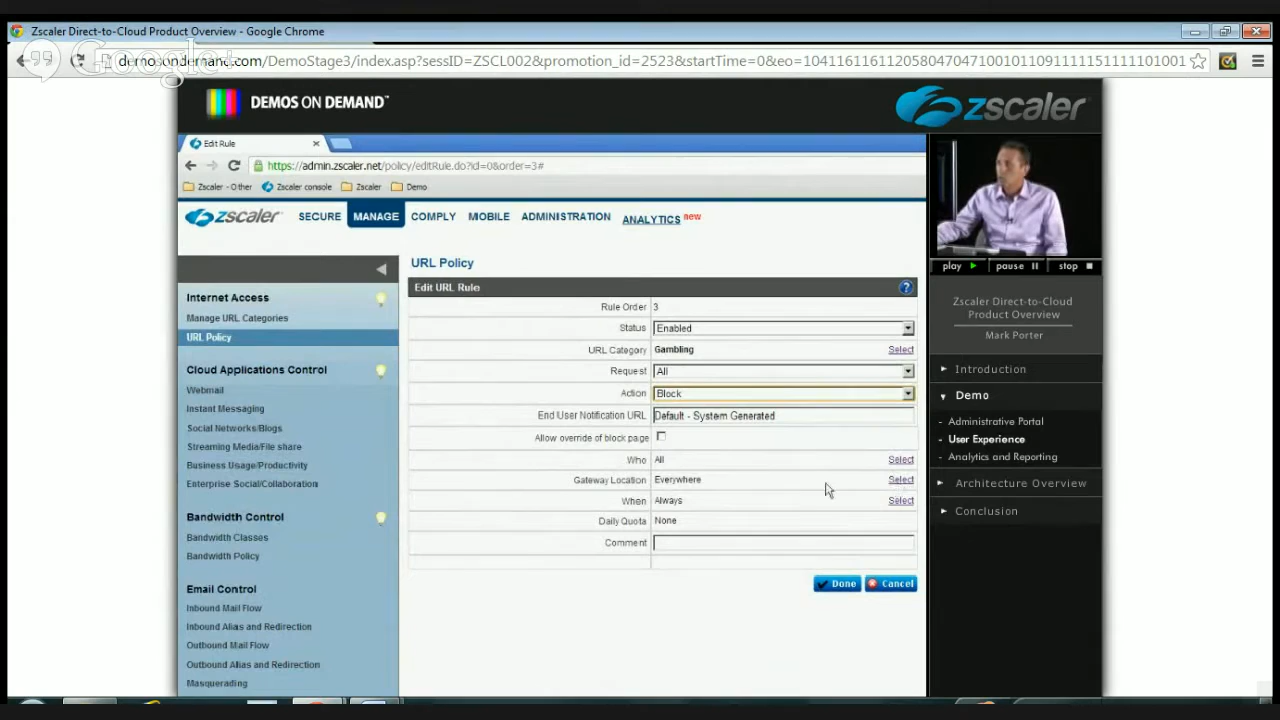 Zscaler Direct-to-Cloud Product Overview - Google Chrome
Google+
demosondemand.com/DemoStage3/index.asp?sessID=ZSCL002&promotion_id=2523&startTime=0&eo=
DEMOS ON DEMAND™
zscaler
Edit Rule
https://admin.zscaler.net/policy/editRule.do?id=0&order=3#
Zscaler - Other Zscaler console Zscaler Demo
zscaler SECURE MANAGE COMPLY MOBILE ADMINISTRATION ANALYTICS new
Internet Access
Manage URL Categories
URL Policy
Cloud Applications Control
Webmail
Instant Messaging
Social Networks/Blogs
Streaming Media/File share
Business Usage/Productivity
Enterprise Social/Collaboration
Bandwidth Control
Bandwidth Classes
Bandwidth Policy
Email Control
Inbound Mail Flow
Inbound Alias and Redirection
Outbound Mail Flow
Outbound Alias and Redirection
Masquerading
URL Policy
Edit URL Rule
Rule Order 3
Status Enabled
URL Category Gambling Select
Request All
Action Block
End User Notification URL Default - System Generated
Allow override of block page
Who All Select
Gateway Location Everywhere Select
When Always Select
Daily Quota None
Comment
Done Cancel
play pause stop
Zscaler Direct-to-Cloud
Product Overview
Mark Porter
Introduction
Demo
- Administrative Portal
- User Experience
- Analytics and Reporting
Architecture Overview
Conclusion